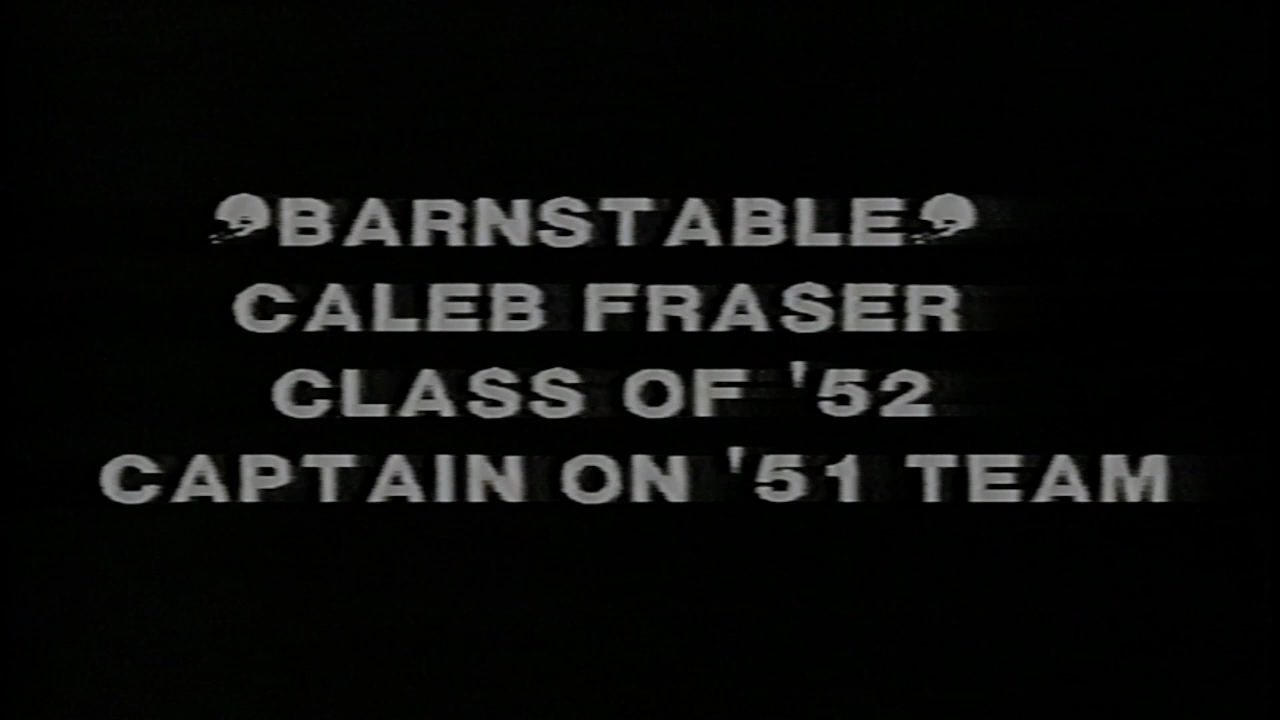 BARNSTABLE
CALEB FRASER
CLASS OF '52
CAPTAIN ON '51 TEAM